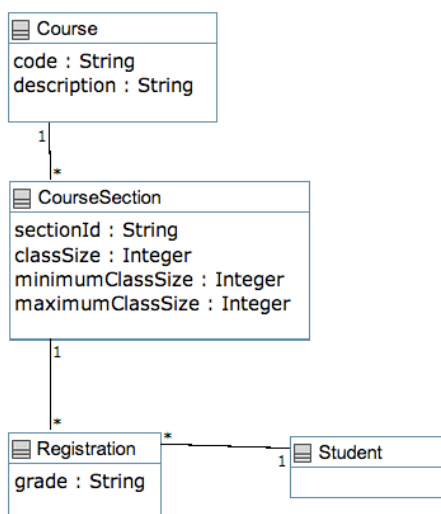 Course
code : String
description : String
1
*
CourseSection
sectionId : String
classSize : Integer
minimumClassSize : Integer
maximumClassSize : Integer
1
*
Registration
grade : String
*
1
Student